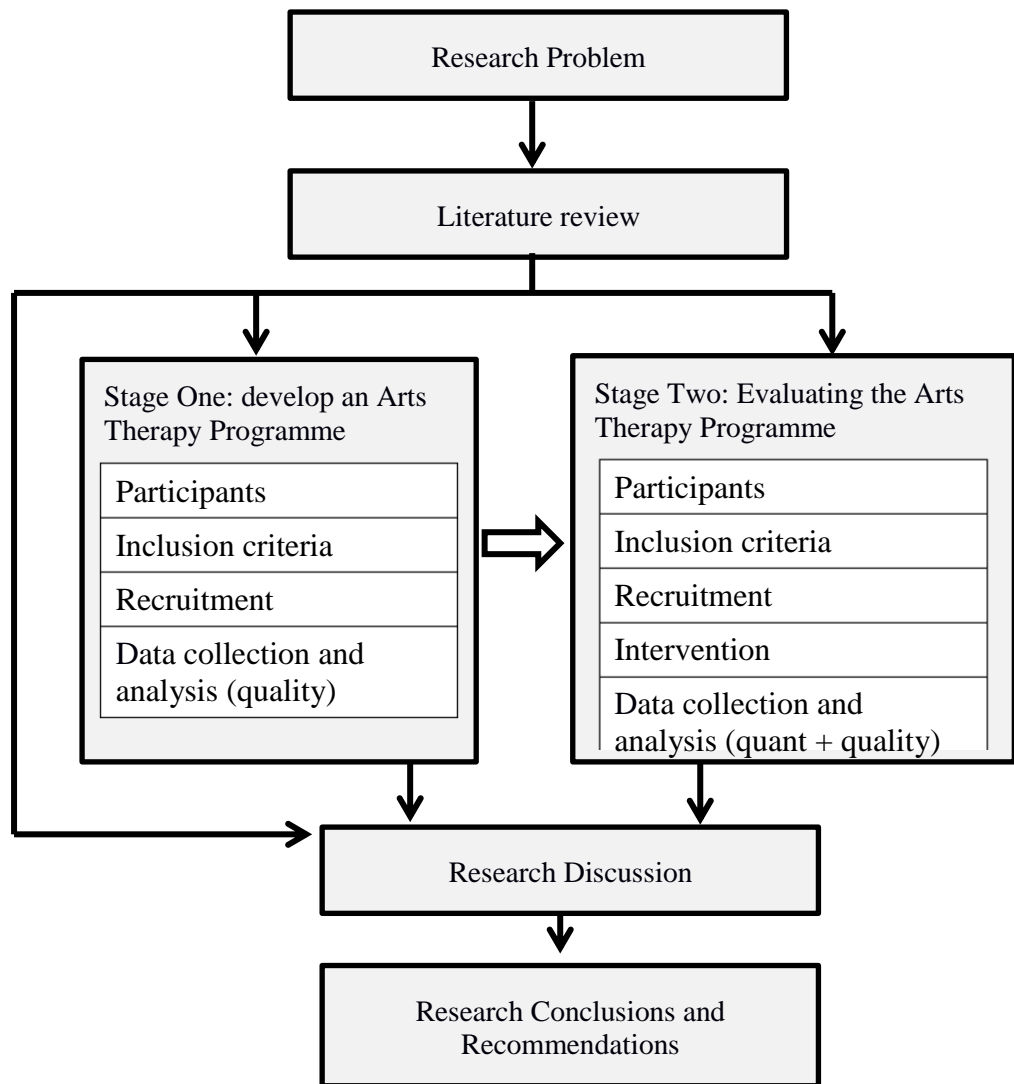 Research Problem
Literature review
Stage One: develop an Arts
Therapy Programme
Participants
Inclusion criteria
Recruitment
Data collection and
analysis (quality)
Stage Two: Evaluating the Arts
Therapy Programme
Participants
Inclusion criteria
Recruitment
Intervention
Data collection and
analysis (quant + quality)
Research Discussion
Research Conclusions and
Recommendations